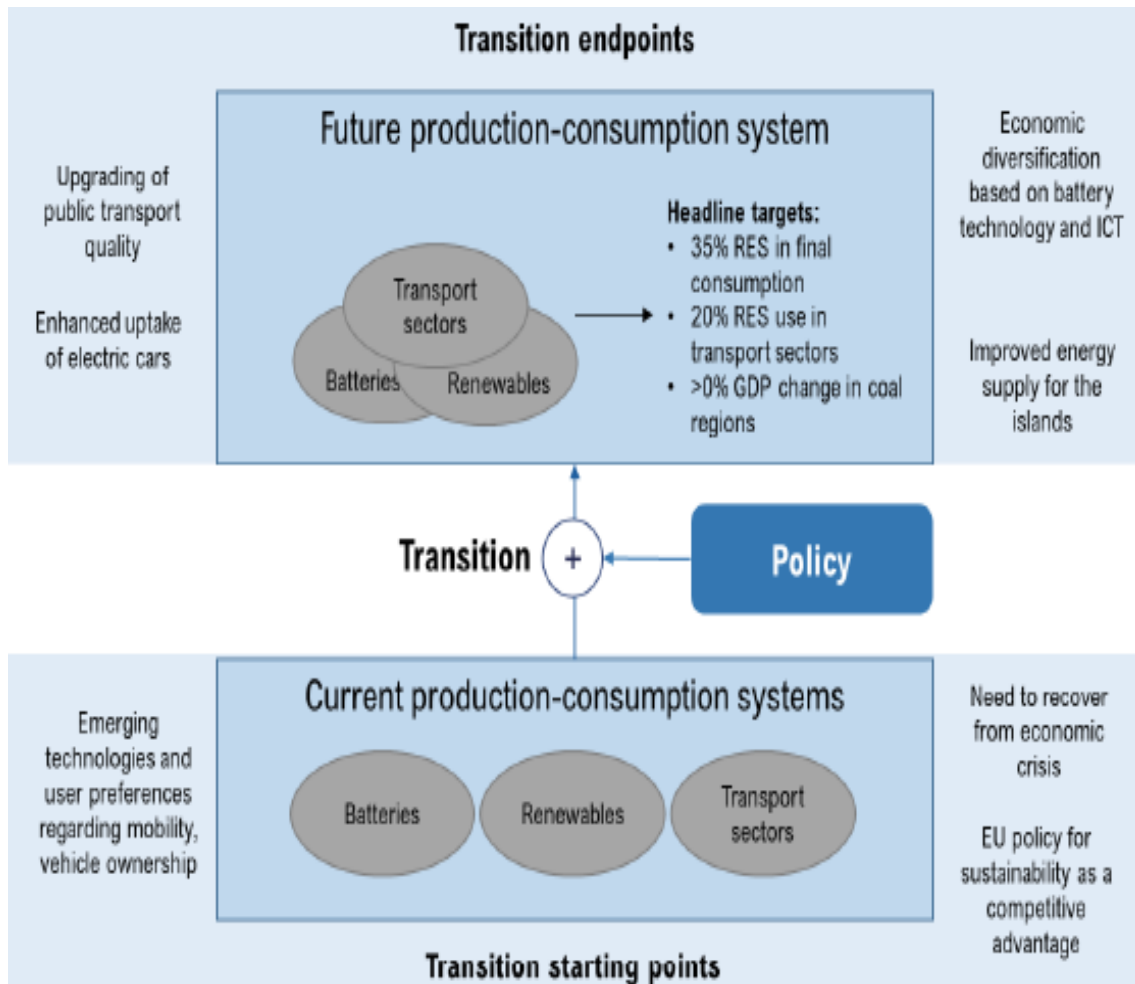 Transition endpoints
Future production-consumption system
Upgrading of
public transport
quality
Enhanced uptake
of electric cars
Transport
sectors
Batteries
Renewables
Headline targets:
• 35% RES in final
consumption
• 20% RES use in
transport sectors
• >0% GDP change in coal
regions
Economic
diversification
based on battery
technology and ICT
Improved energy
supply for the
islands
Transition
+
Policy
Current production-consumption systems
Emerging
technologies and
user preferences
regarding mobility,
vehicle ownership
Batteries
Renewables
Transport
sectors
Need to recover
from economic
crisis
EU policy for
sustainability as a
competitive
advantage
Transition starting points